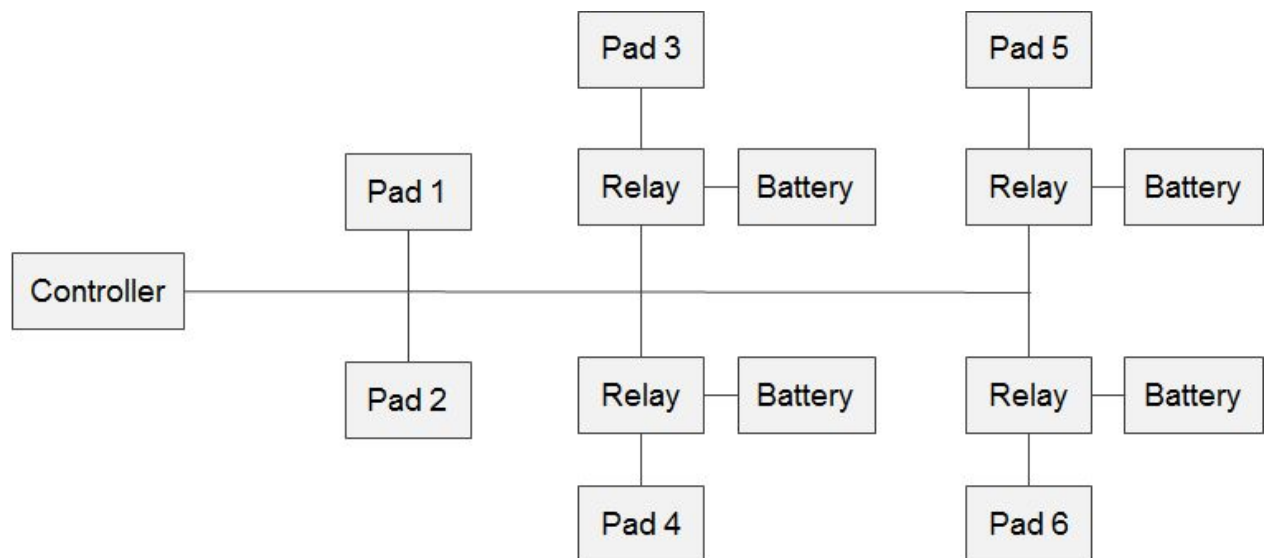 Pad 3
Pad 5
Pad 1
Relay
Battery
Relay
Battery
Controller
Pad 2
Relay
Battery
Relay
Battery
Pad 4
Pad 6